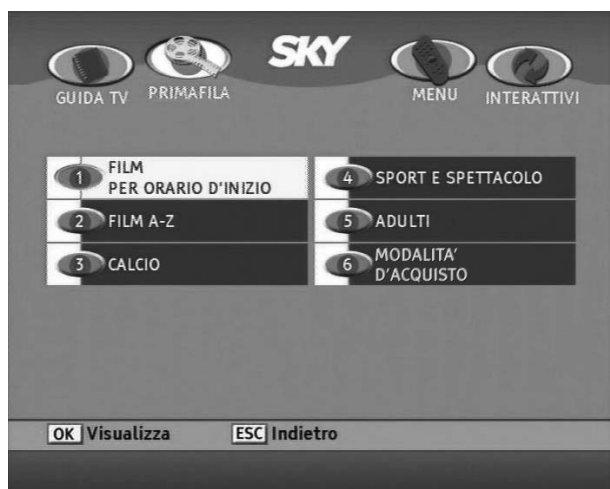 SKY
GUIDA TV
PRIMAFILA
MENU
INTERATTIVI
1 FILM
PER ORARIO D'INIZIO
2 FILM A-Z
3 CALCIO
4 SPORT E SPETTACOLO
5 ADULTI
6 MODALITA'
D'ACQUISTO
OK Visualizza
ESC Indietro